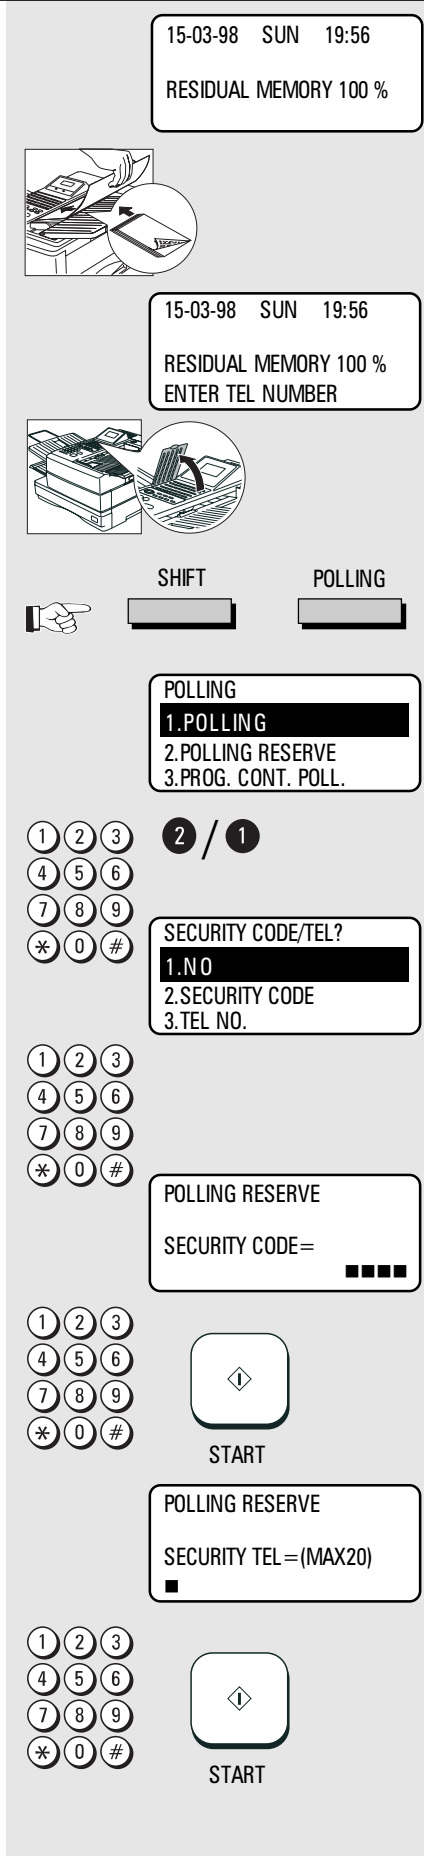 15-03-98 SUN 19:56
RESIDUAL MEMORY 100 %
15-03-98 SUN 19:56
RESIDUAL MEMORY 100 %
ENTER TEL NUMBER
SHIFT POLLING
POLLING
1.POLLING
2.POLLING RESERVE
3.PROG. CONT. POLL.
1 2 3 2 / 1
4 5 6
7 8 9
* 0 #
SECURITY CODE/TEL?
1.NO
2.SECURITY CODE
3.TEL NO.
1 2 3
4 5 6
7 8 9
* 0 #
POLLING RESERVE
SECURITY CODE=
■■■■
1 2 3
4 5 6
7 8 9
* 0 #
START
POLLING RESERVE
SECURITY TEL=(MAX20)
■
1 2 3
4 5 6
7 8 9
* 0 #
START